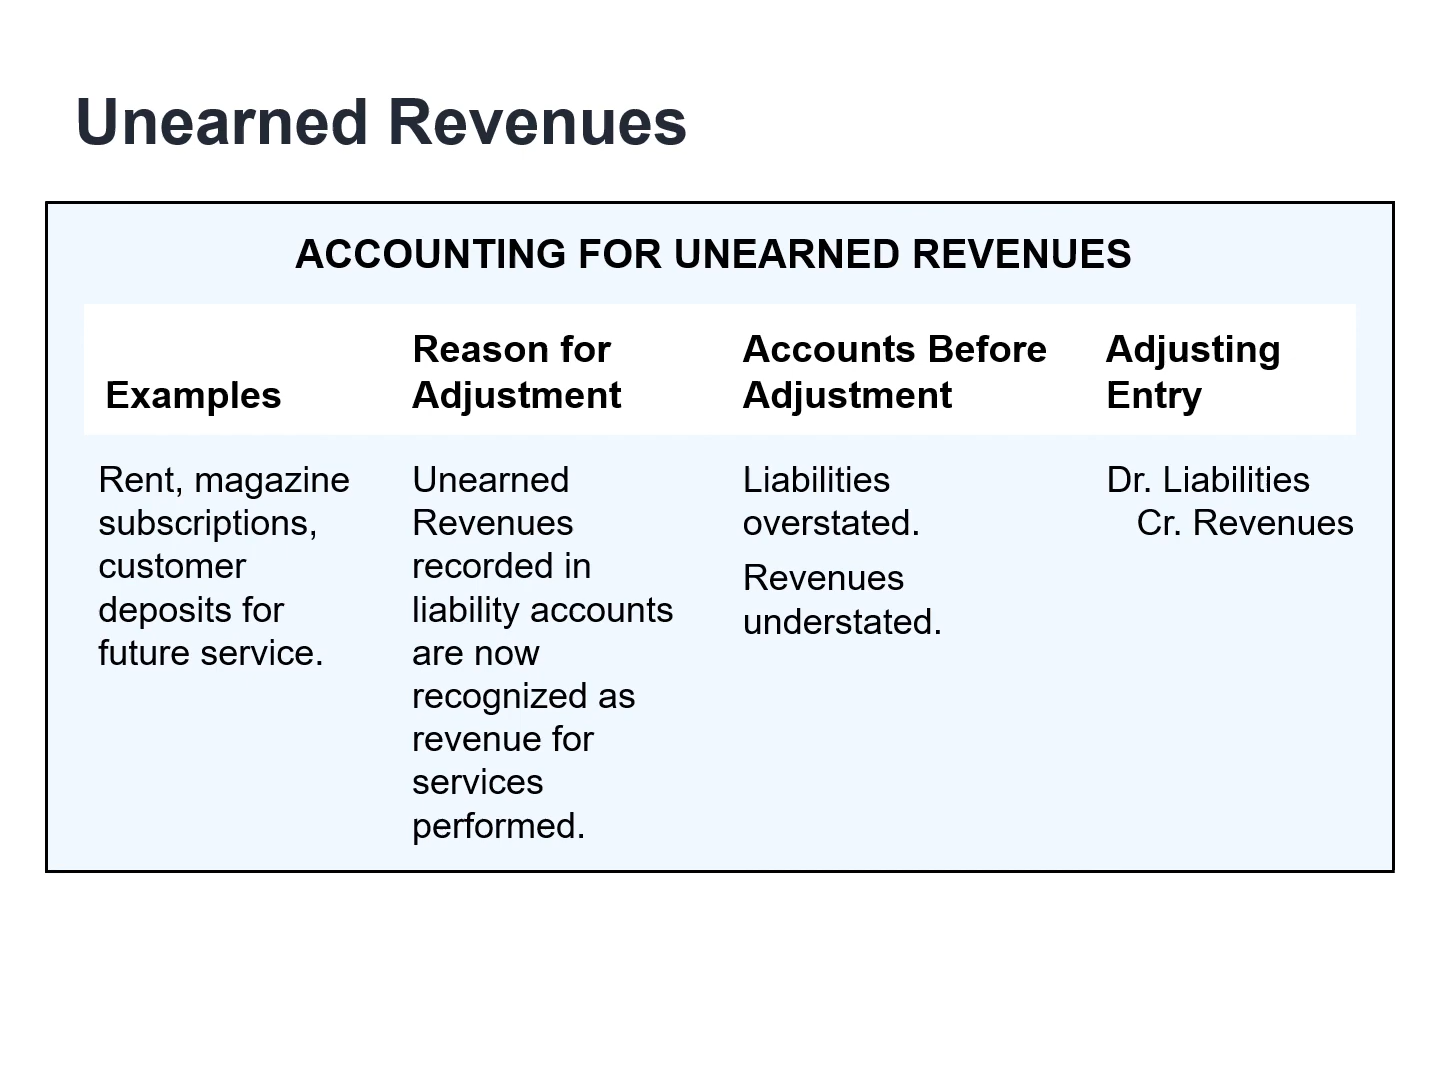 Unearned Revenues
ACCOUNTING FOR UNEARNED REVENUES
Examples
Reason for
Adjustment
Accounts Before
Adjustment
Adjusting
Entry
Rent, magazine
subscriptions,
customer
deposits for
future service.
Unearned
Revenues
recorded in
liability accounts
are now
recognized as
revenue for
services
performed.
Liabilities
overstated.
Revenues
understated.
Dr. Liabilities
Cr. Revenues